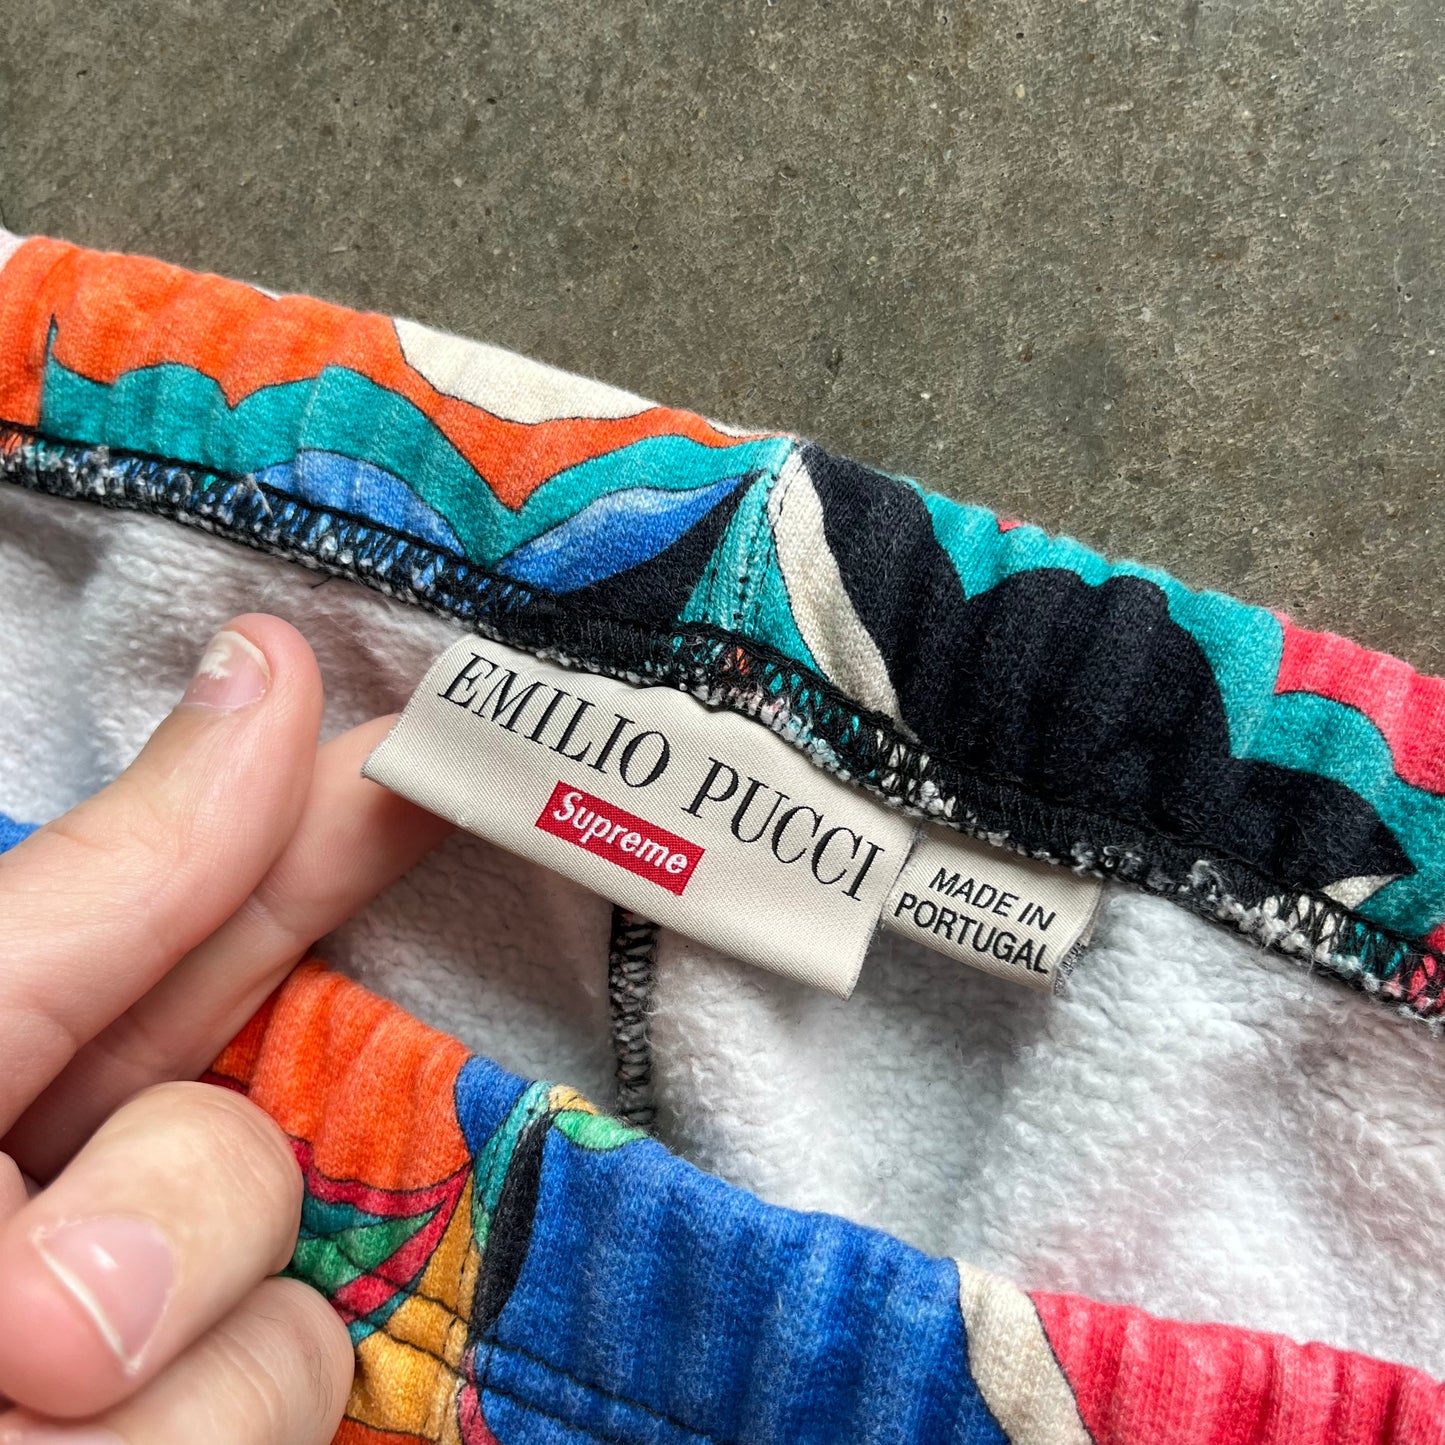 EMILIO PUCCI
Supreme
MADE IN
PORTUGAL